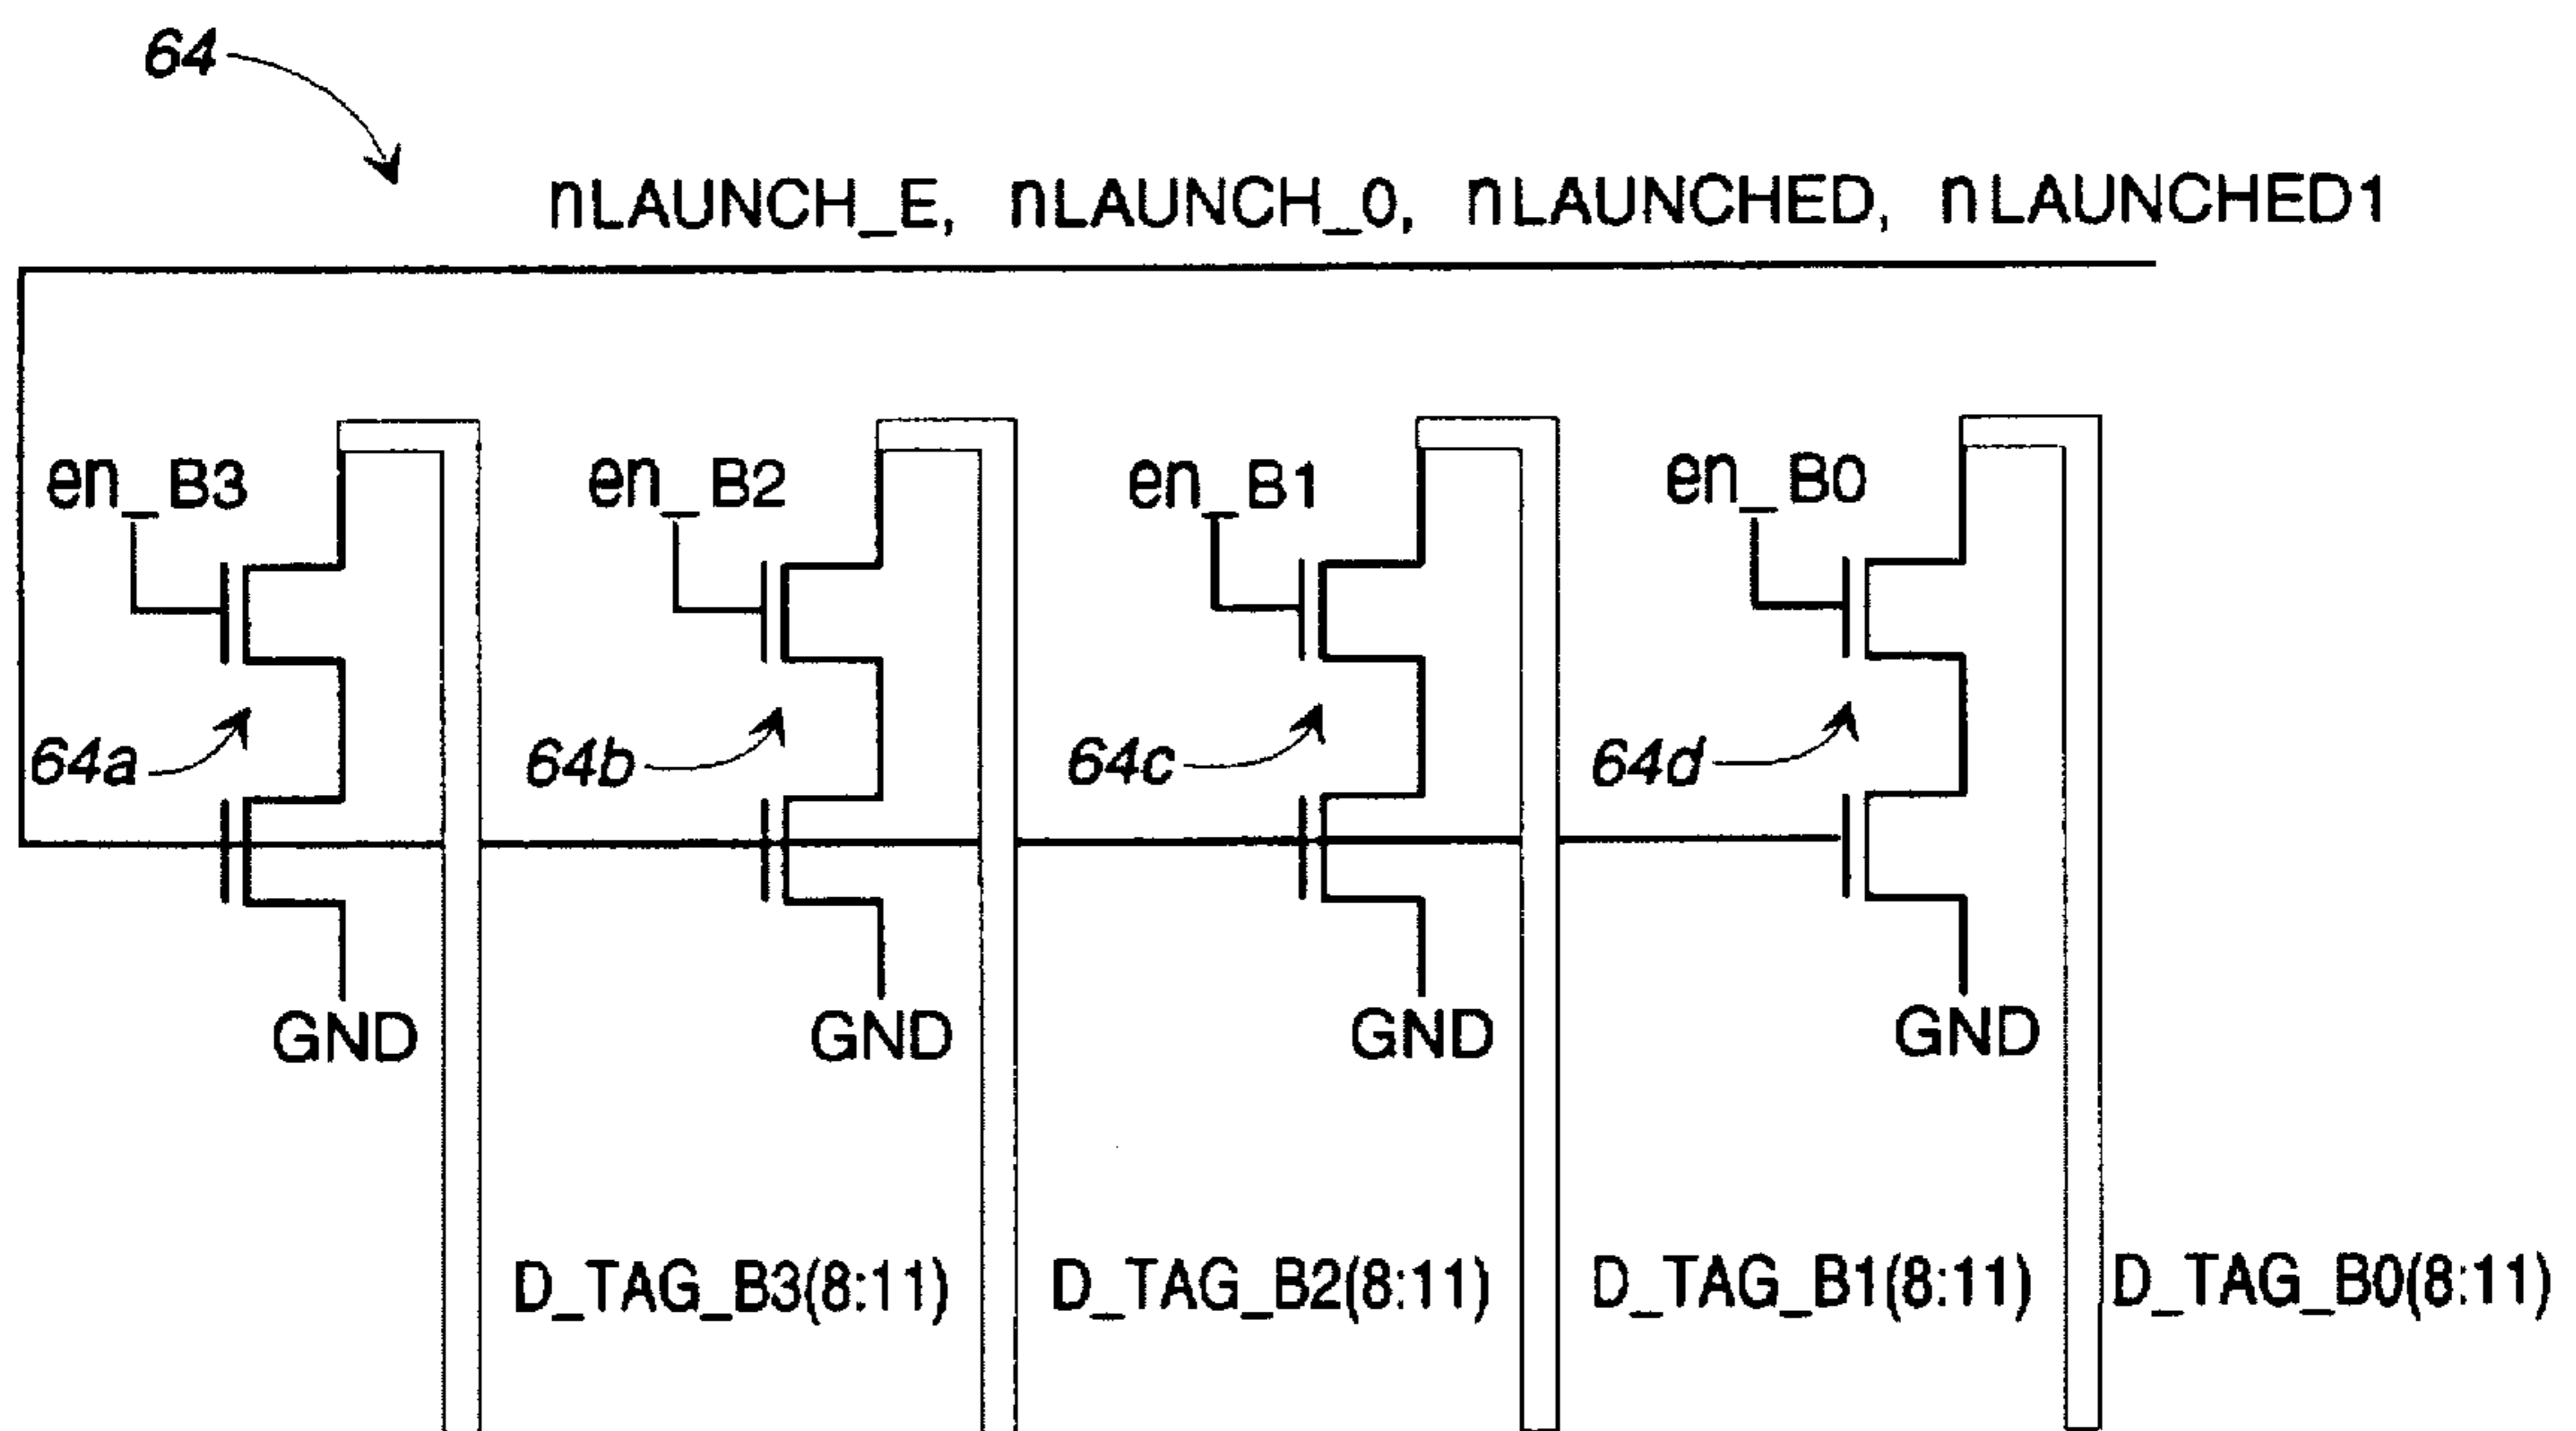 64
nLAUNCH_E, nLAUNCH_0, nLAUNCHED, nLAUNCHED1
en_B3 en_B2 en_B1 en_B0
64a 64b 64c 64d
GND GND GND GND
D_TAG_B3(8:11) D_TAG_B2(8:11) D_TAG_B1(8:11) D_TAG_B0(8:11)